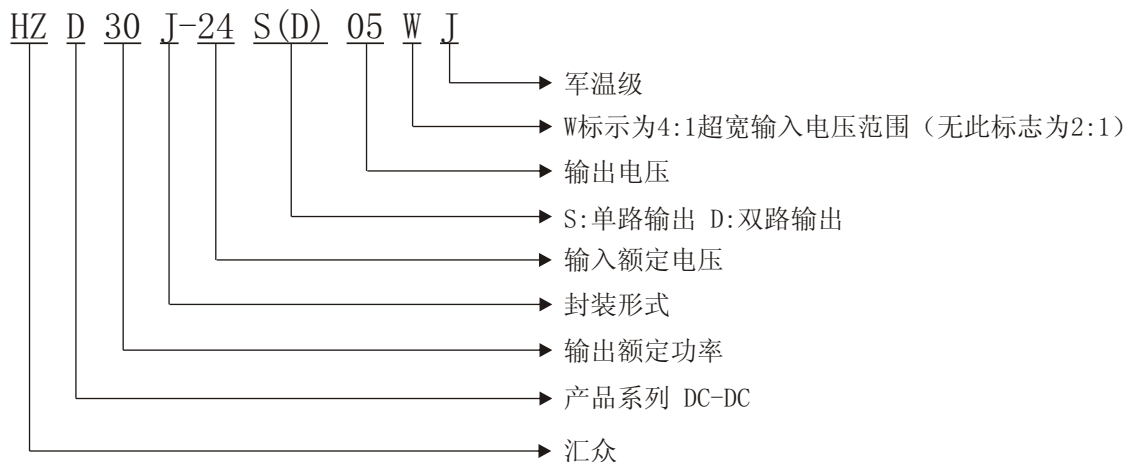 HZ D 30 J-24 S(D) 05 W J
军温级
W标示为4:1超宽输入电压范围（无此标志为2:1）
输出电压
S:单路输出 D:双路输出
输入额定电压
封装形式
输出额定功率
产品系列 DC-DC
汇众